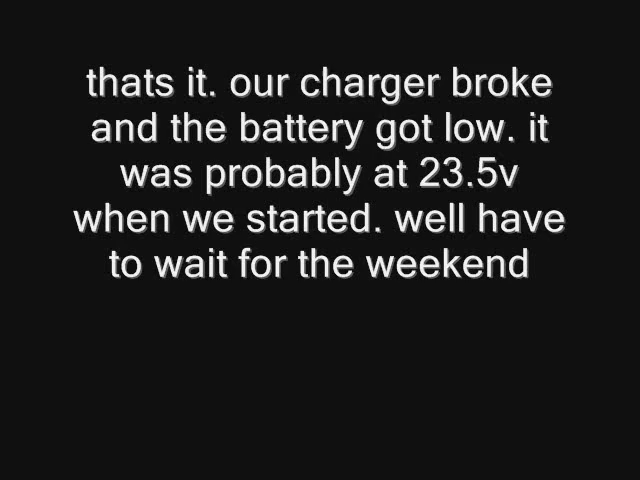 thats it. our charger broke
and the battery got low. it
was probably at 23.5v
when we started. well have
to wait for the weekend